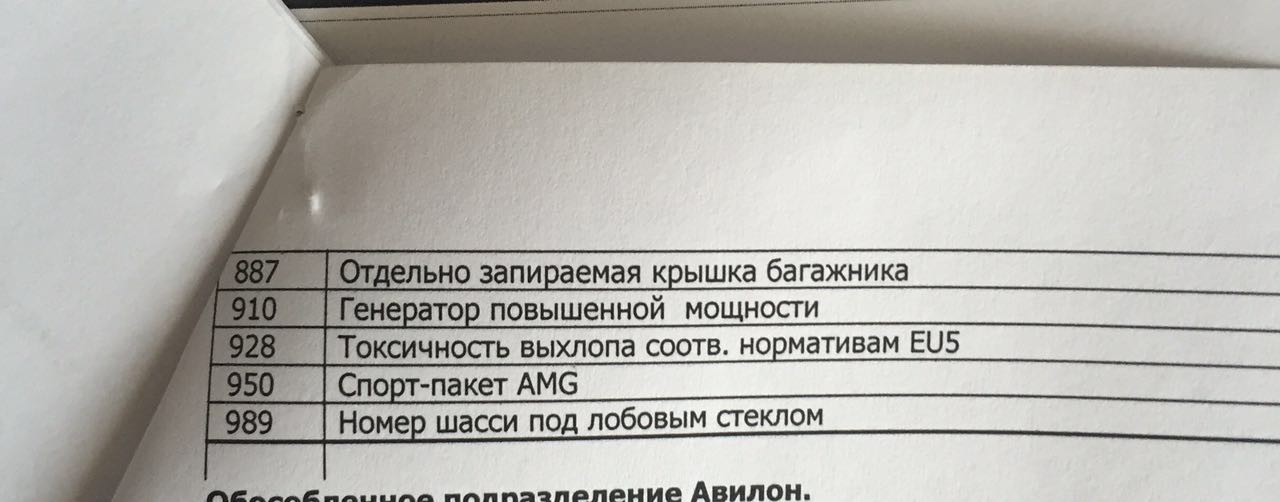 887 Отдельно запираемая крышка багажника
910 Генератор повышенной мощности
928 Токсичность выхлопа соотв. нормативам EU5
950 Спорт-пакет AMG
989 Номер шасси под лобовым стеклом
Обособленное подразделение Авилон.